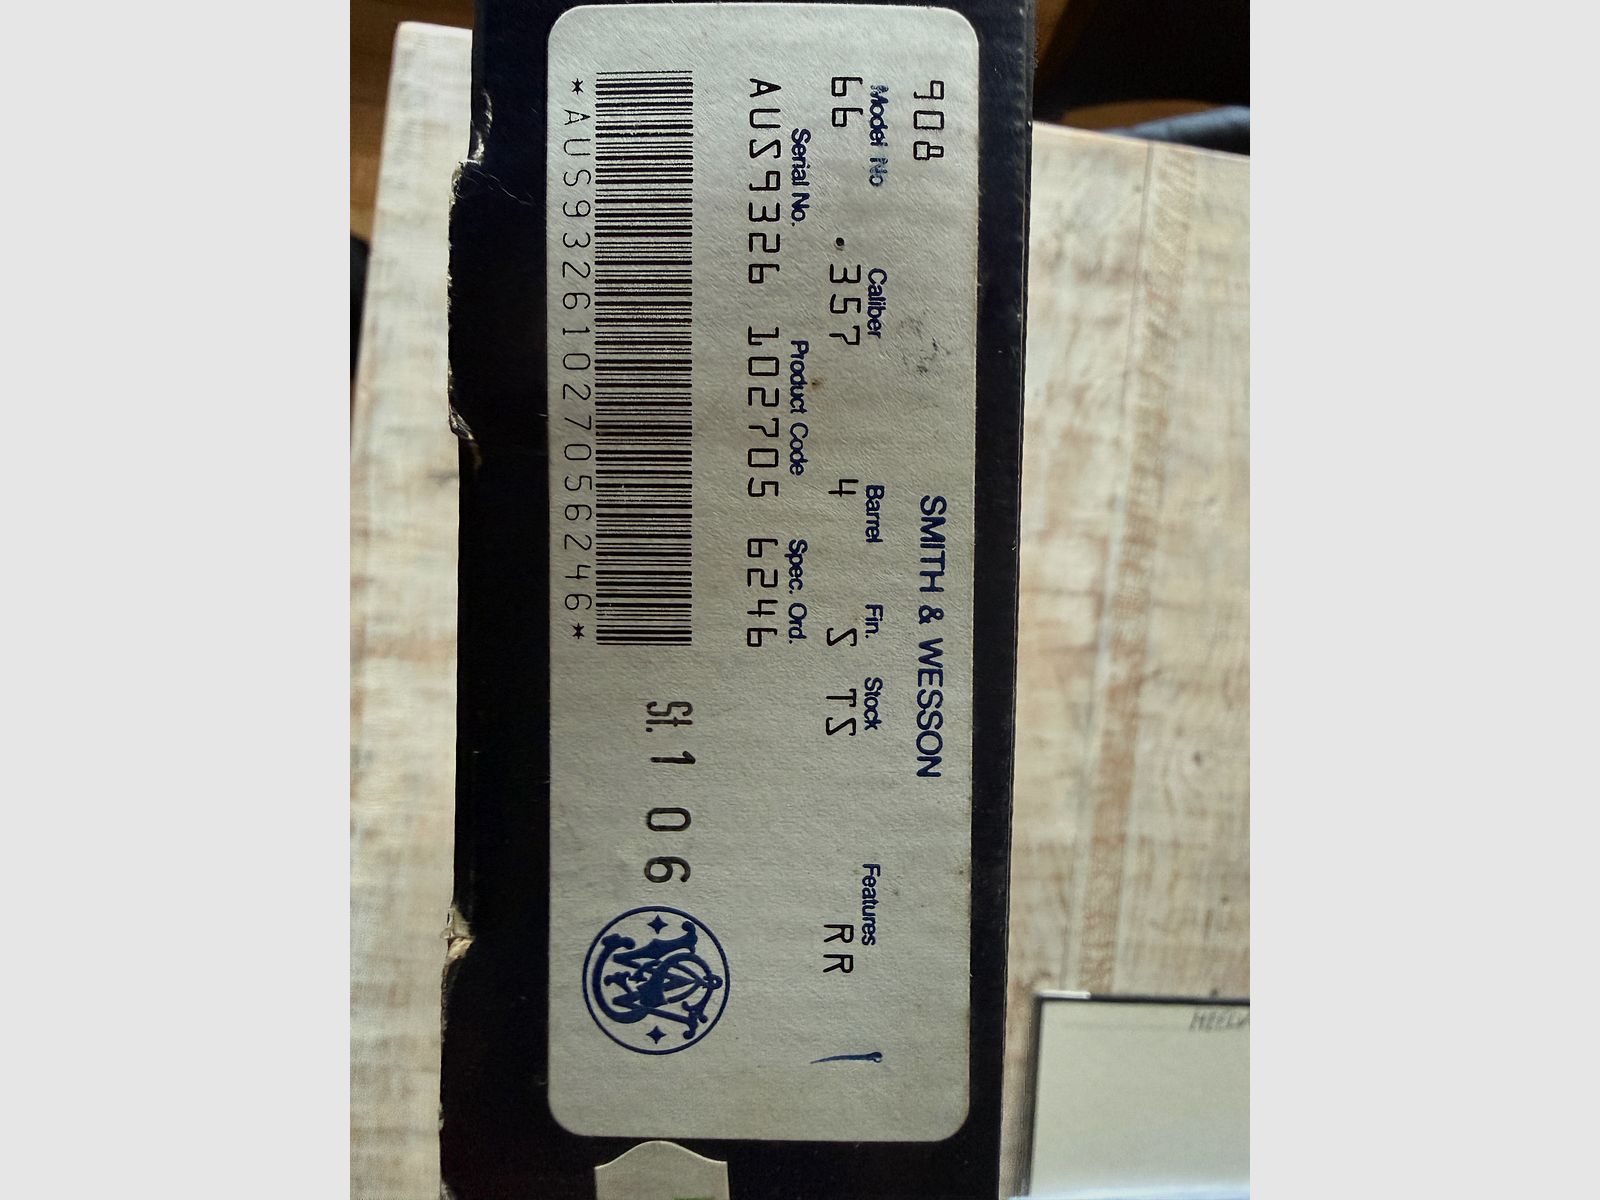 908
SMITH & WESSON
Model No Caliber Barrel Fin. Stock Features
66 .357 4 S TS RR
Serial No. Product Code Spec. Ord.
AUS9326 102705 6246
*AUS93261027056246*
St. 1 06